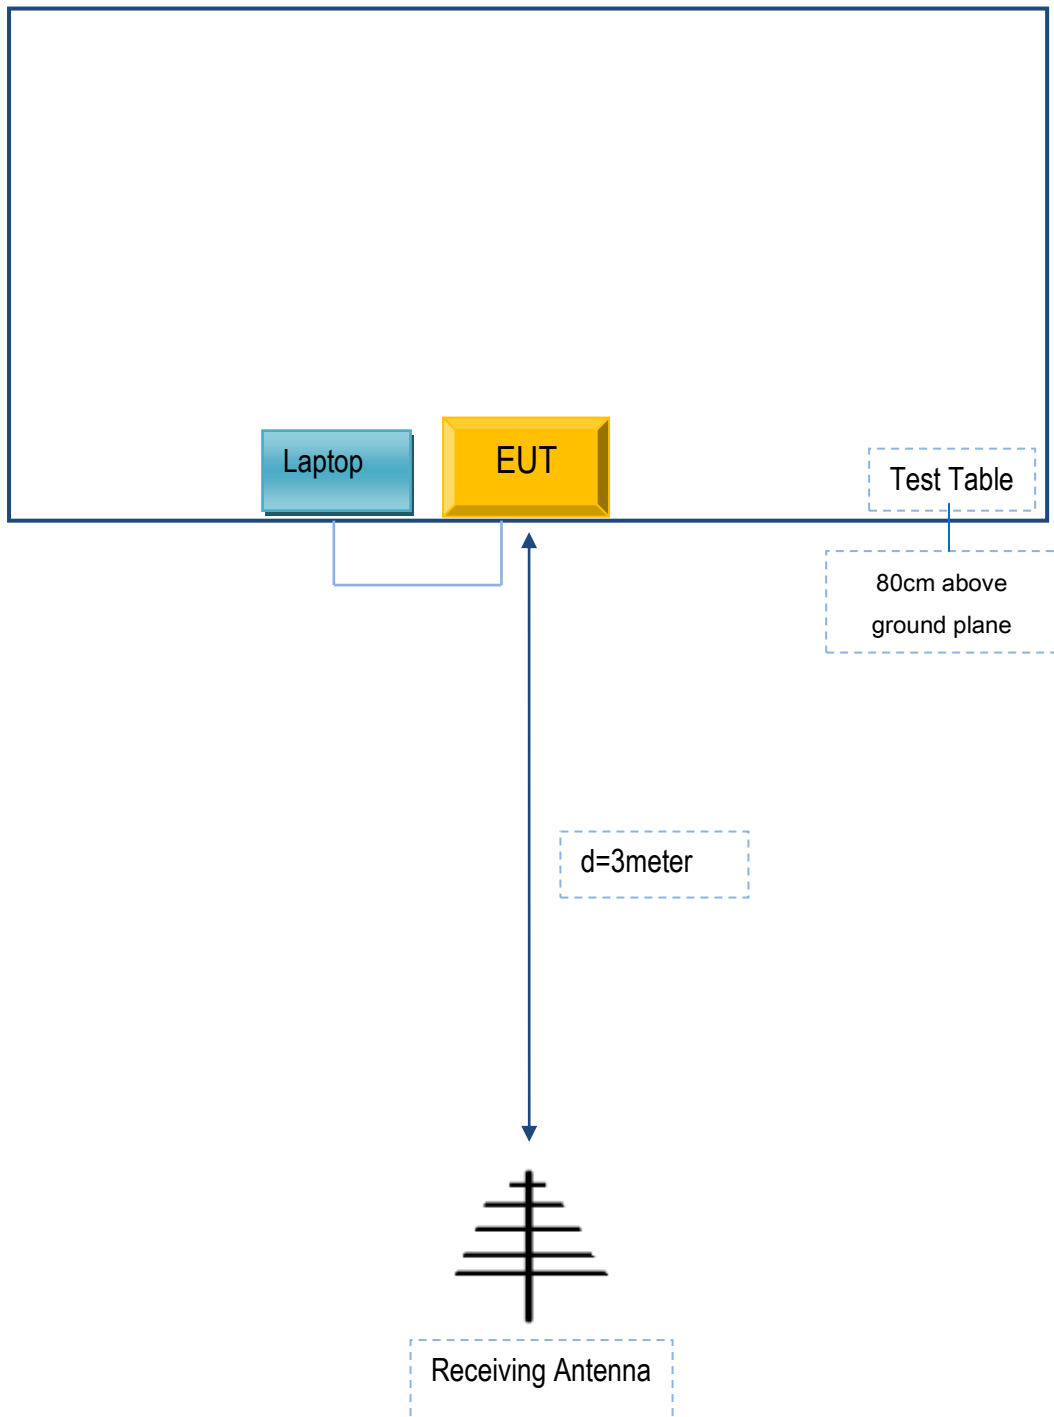 Laptop
EUT
Test Table
80cm above
ground plane
d=3meter
Receiving Antenna